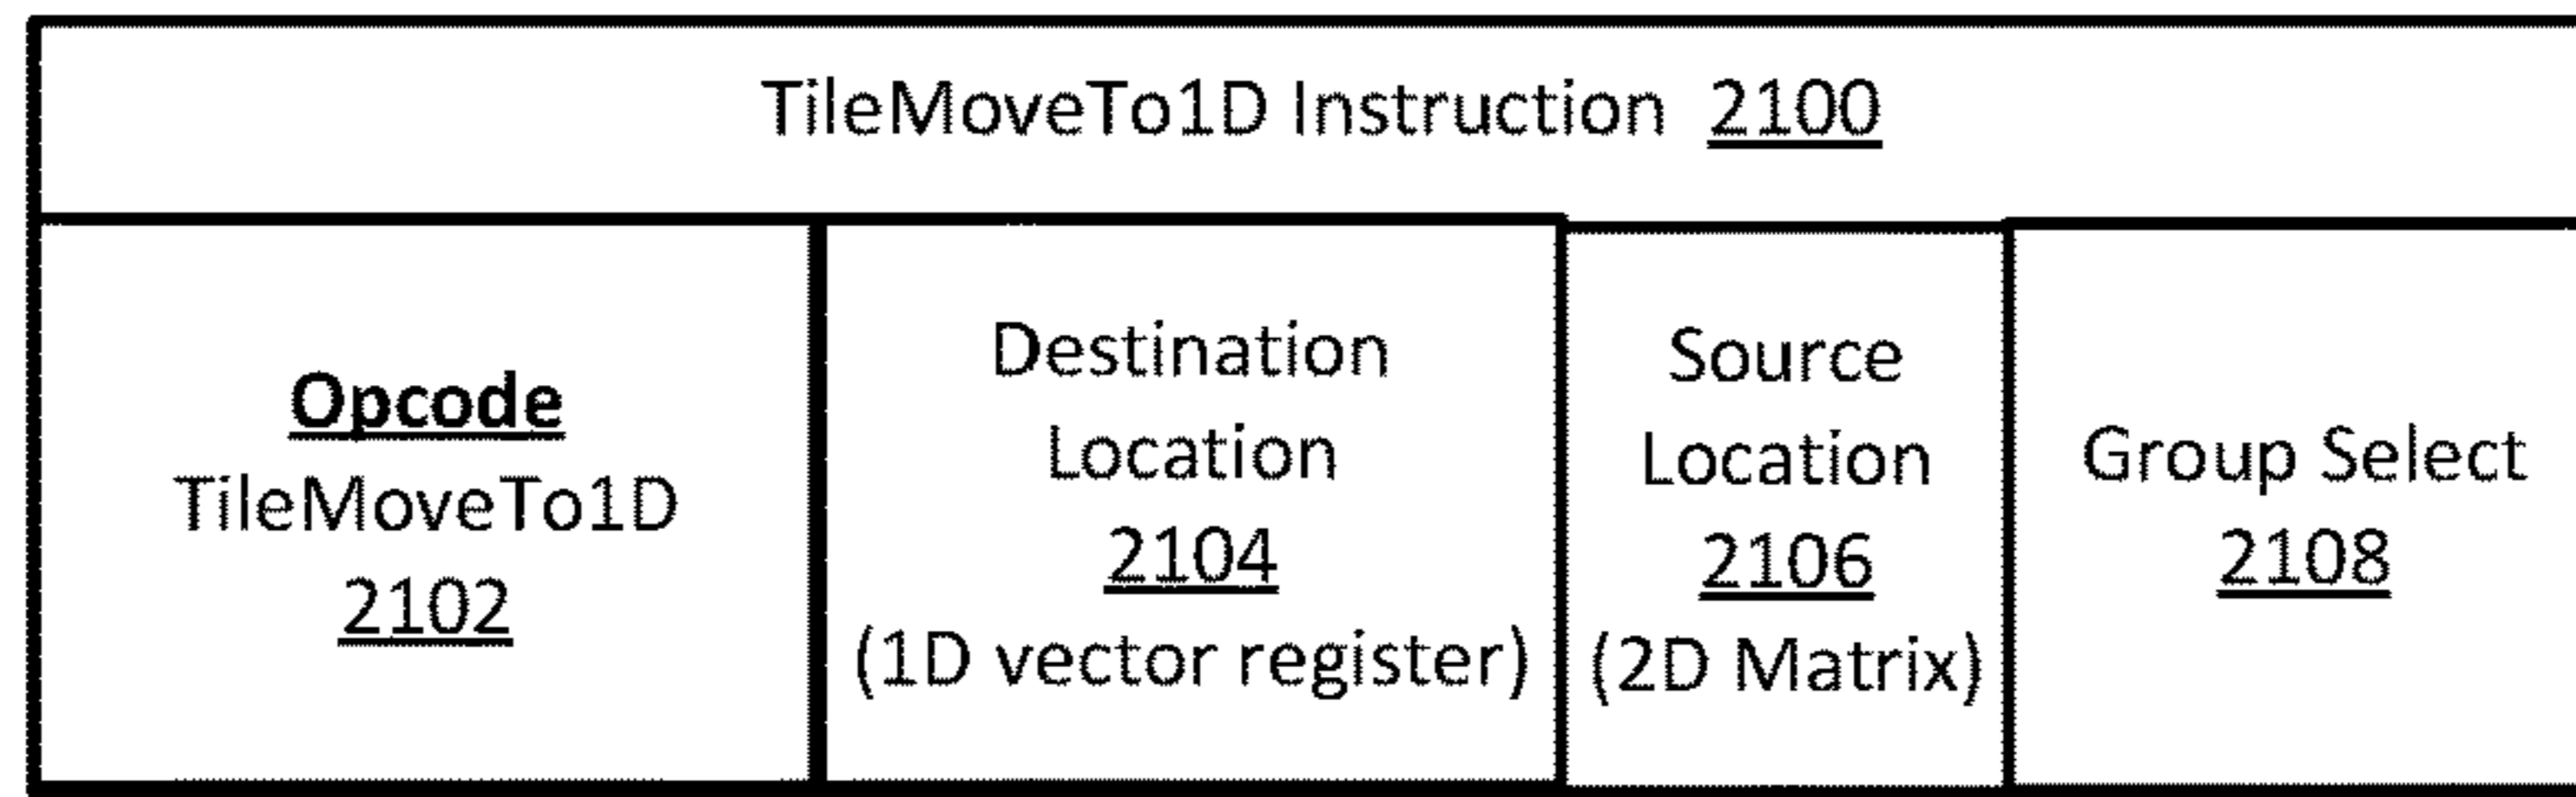 TileMoveTo1D Instruction 2100
Opcode
TileMoveTo1D
2102
Destination
Location
2104
(1D vector register)
Source
Location
2106
(2D Matrix)
Group Select
2108